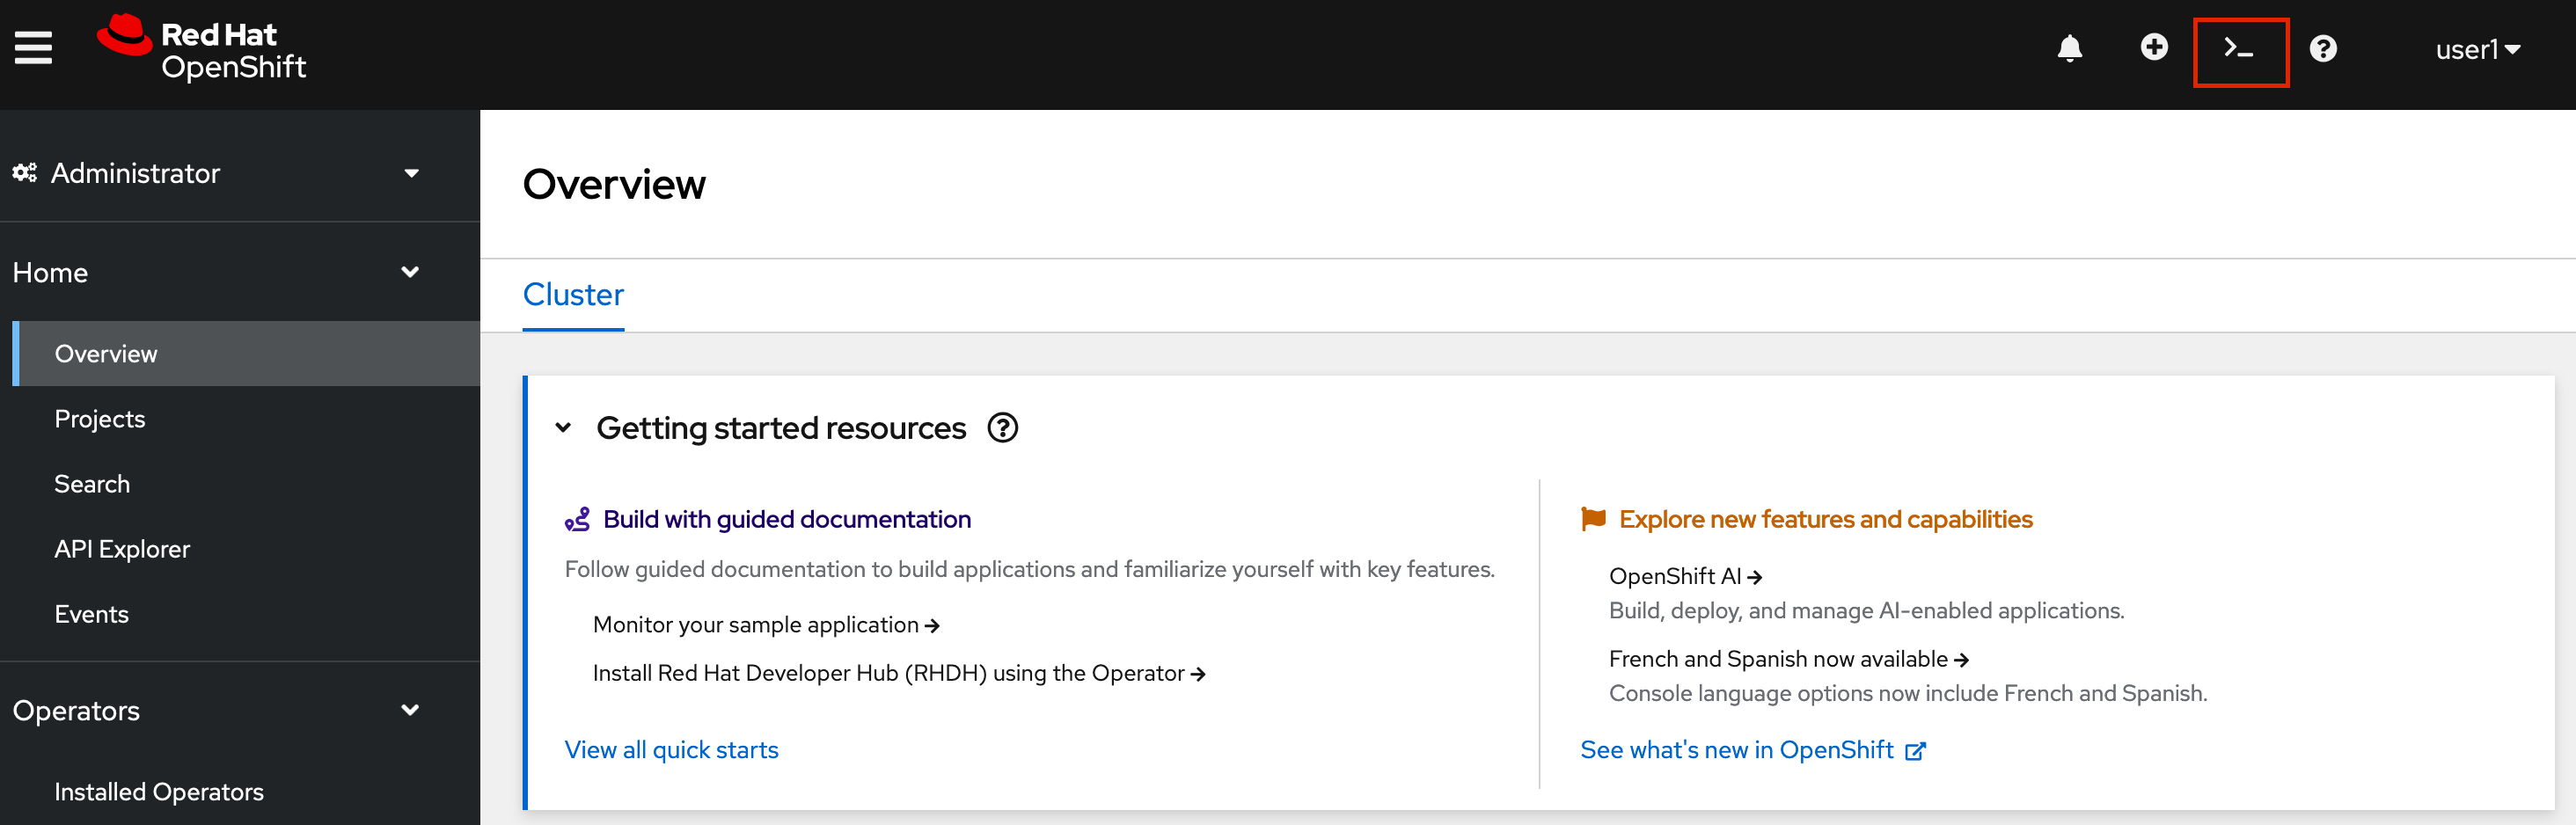 Red Hat
OpenShift
user1
Administrator
Home
Overview
Projects
Search
API Explorer
Events
Operators
Installed Operators
Overview
Cluster
Getting started resources
Build with guided documentation
Follow guided documentation to build applications and familiarize yourself with key features.
Monitor your sample application
Install Red Hat Developer Hub (RHDH) using the Operator
View all quick starts
Explore new features and capabilities
OpenShift AI
Build, deploy, and manage AI-enabled applications.
French and Spanish now available
Console language options now include French and Spanish.
See what's new in OpenShift